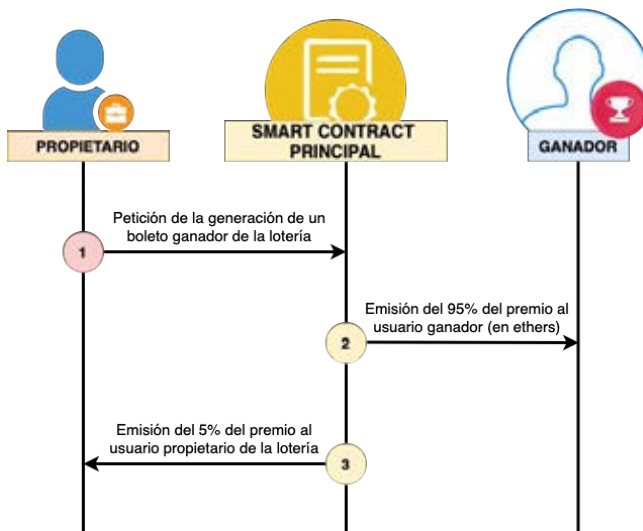 PROPIETARIO
SMART CONTRACT
PRINCIPAL
GANADOR
Petición de la generación de un
boleto ganador de la lotería
1
Emisión del 95% del premio al
usuario ganador (en ethers)
2
Emisión del 5% del premio al
usuario propietario de la lotería
3